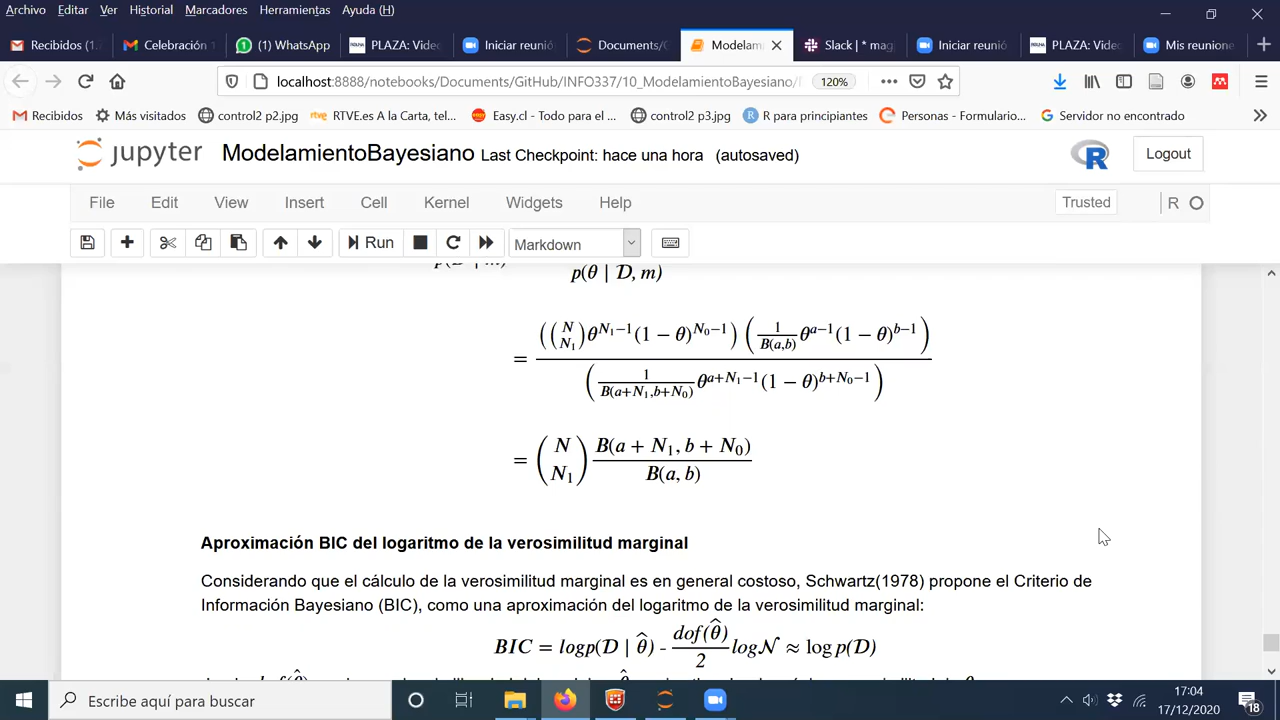 Archivo Editar Ver Historial Marcadores Herramientas Ayuda (H)
Recibidos (1. Celebración 1 (1) WhatsApp PLAZA: Video Iniciar reunió Documents/G Modelam Slack | * mag Iniciar reunió PLAZA: Video Mis reunione
localhost:8888/notebooks/Documents/GitHub/INFO337/10_ModelamientoBayesiano/ 120%
Recibidos Más visitados control2 p2.jpg RTVE.es A la Carta, tel... Easy.cl - Todo para el ... control2 p3.jpg R para principiantes Personas - Formulario... Servidor no encontrado
jupyter ModelamientoBayesiano Last Checkpoint: hace una hora (autosaved) R Logout
File Edit View Insert Cell Kernel Widgets Help Trusted R
Run Markdown
p(D | m)
p(θ | D, m)
= ((N N₁)θ^{N₁−1}(1 − θ)^{N₀−1}) (1/B(a,b) θ^{a−1}(1 − θ)^{b−1})
(1/B(a+N₁,b+N₀) θ^{a+N₁−1}(1 − θ)^{b+N₀−1})
= (N N₁) B(a + N₁, b + N₀)/B(a, b)
Aproximación BIC del logaritmo de la verosimilitud marginal
Considerando que el cálculo de la verosimilitud marginal es en general costoso, Schwartz(1978) propone el Criterio de
Información Bayesiano (BIC), como una aproximación del logaritmo de la verosimilitud marginal:
BIC = logp(D | θ̂) - dof(θ̂)/2 logN ≈ log p(D)
Escribe aquí para buscar
17:04
17/12/2020
18